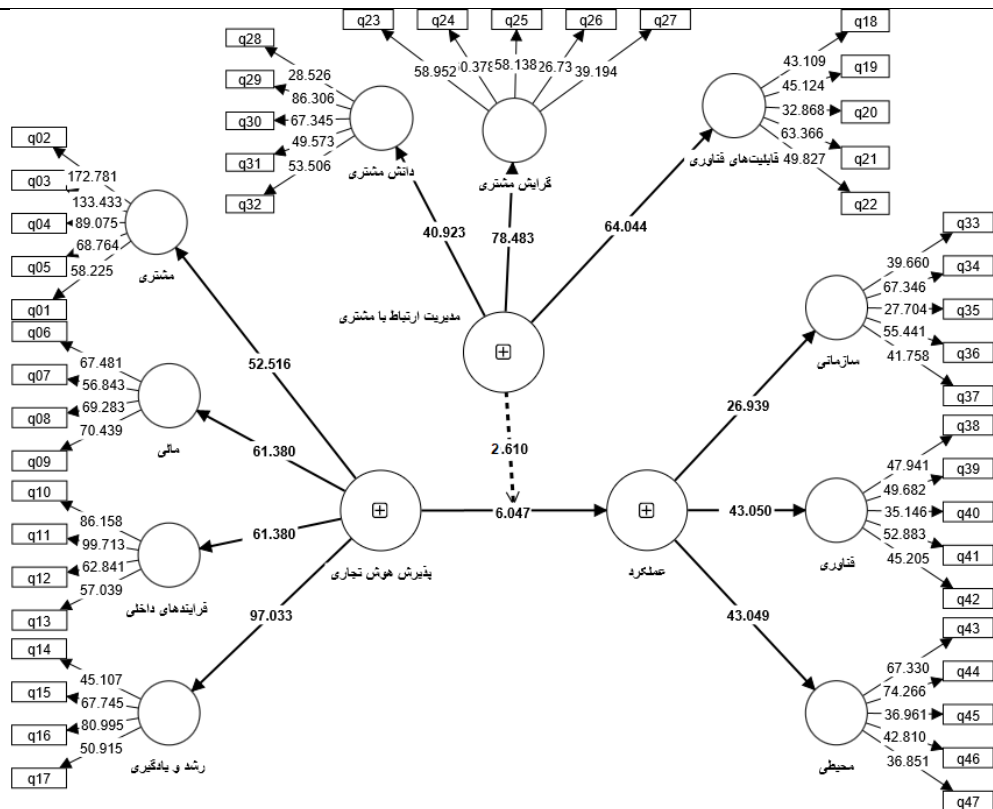 q23 q24 q25 q26 q27
58.952 0.378 58.138 26.73 39.194
q28
q29
q30
q31
q32
28.526
86.306
67.345
49.573
53.506
دانش مشتری
گرایش مشتری
q18
q19
q20
q21
q22
43.109
45.124
32.868
63.366
49.827
قابلیت‌های فناوری
q02
q03
q04
q05
q01
172.781
133.433
89.075
68.764
58.225
مشتری
40.923
78.483
64.044
مدیریت ارتباط با مشتری
q33
q34
q35
q36
q37
39.660
67.346
27.704
55.441
41.758
سازمانی
q06
q07
q08
q09
67.481
56.843
69.283
70.439
مالی
52.516
61.380
61.380
97.033
2.610
6.047
26.939
43.050
43.049
پذیرش هوش تجاری
عملکرد
q38
q39
q40
q41
q42
47.941
49.682
35.146
52.883
45.205
فناوری
q10
q11
q12
q13
86.158
99.713
62.841
57.039
فرایندهای داخلی
q14
q15
q16
q17
45.107
67.745
80.995
50.915
رشد و یادگیری
q43
q44
q45
q46
q47
67.330
74.266
36.961
42.810
36.851
محیطی